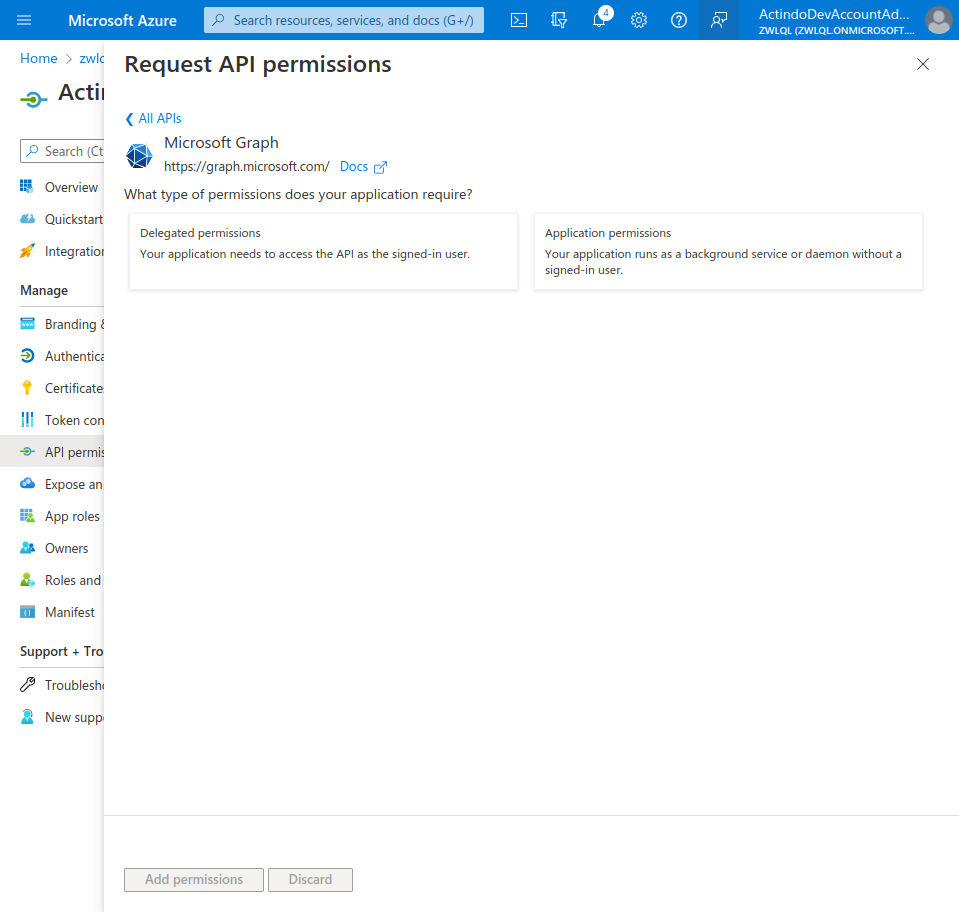 Microsoft Azure
Search resources, services, and docs (G+/)
4
ActindoDevAccountAd...
ZWLQL (ZWLQL.ONMICROSOFT....
Home > zwlc
Actin
Search (Ct
Overview
Quickstart
Integration
Manage
Branding &
Authentica
Certificates
Token con
API permis
Expose an
App roles
Owners
Roles and
Manifest
Support + Tro
Troublesho
New suppo
Request API permissions
All APIs
Microsoft Graph
https://graph.microsoft.com/ Docs
What type of permissions does your application require?
Delegated permissions
Your application needs to access the API as the signed-in user.
Application permissions
Your application runs as a background service or daemon without a
signed-in user.
Add permissions
Discard